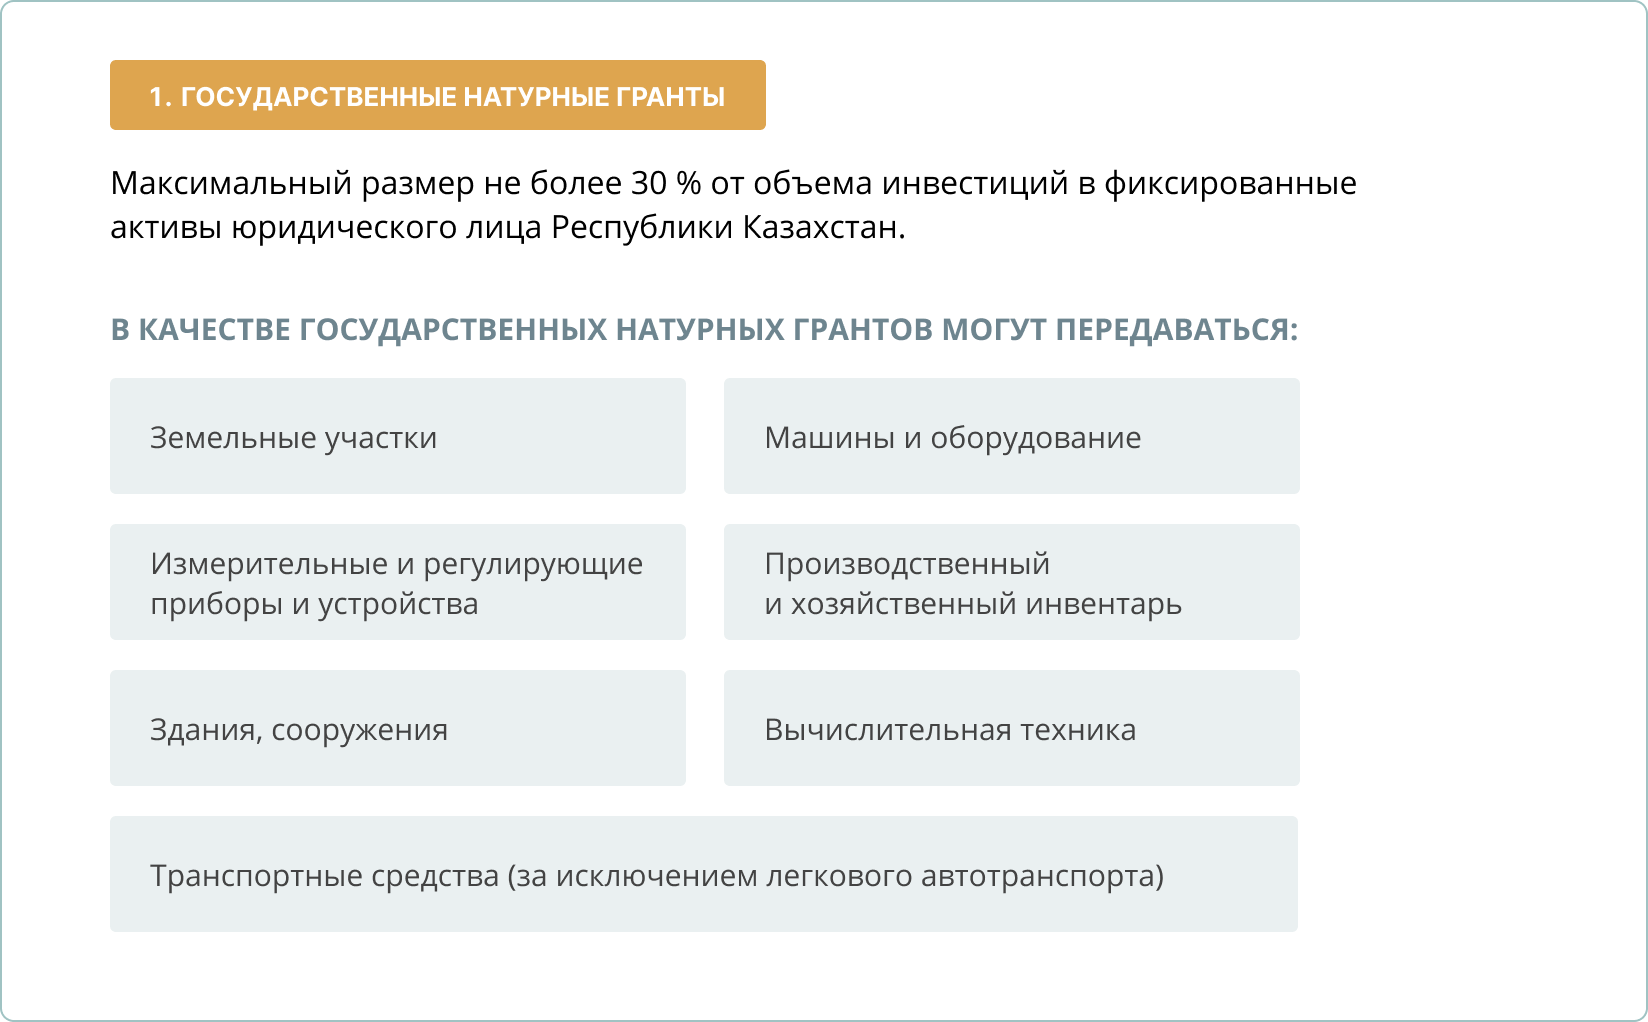 1. ГОСУДАРСТВЕННЫЕ НАТУРНЫЕ ГРАНТЫ
Максимальный размер не более 30 % от объема инвестиций в фиксированные
активы юридического лица Республики Казахстан.
В КАЧЕСТВЕ ГОСУДАРСТВЕННЫХ НАТУРНЫХ ГРАНТОВ МОГУТ ПЕРЕДАВАТЬСЯ:
Земельные участки
Машины и оборудование
Измерительные и регулирующие
приборы и устройства
Производственный
и хозяйственный инвентарь
Здания, сооружения
Вычислительная техника
Транспортные средства (за исключением легкового автотранспорта)